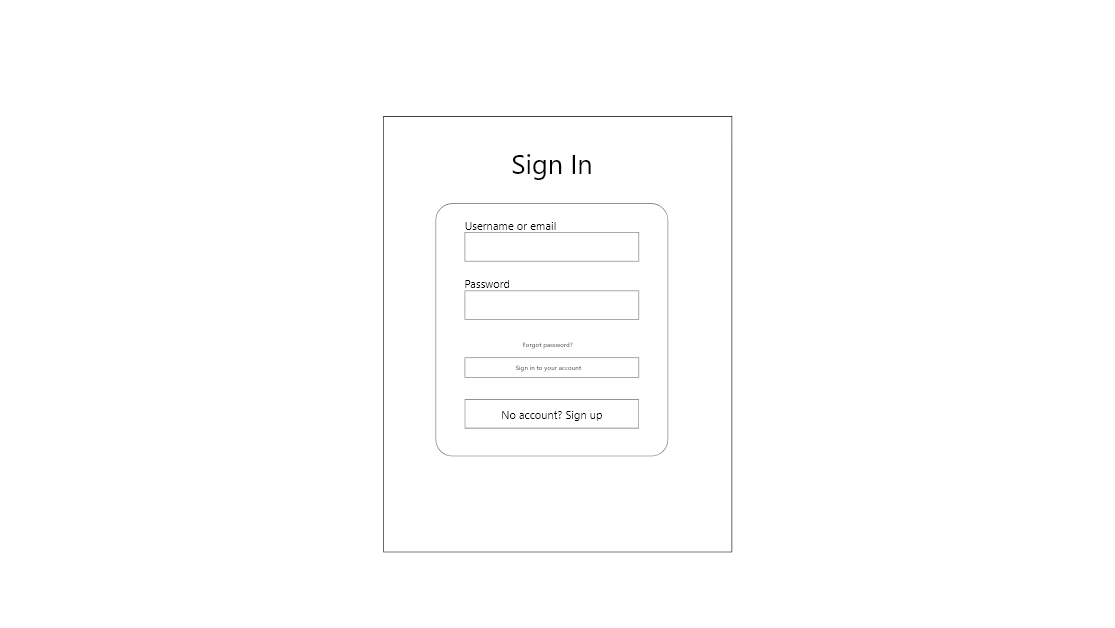 Sign In
Username or email
Password
Forgot password?
Sign in to your account
No account? Sign up